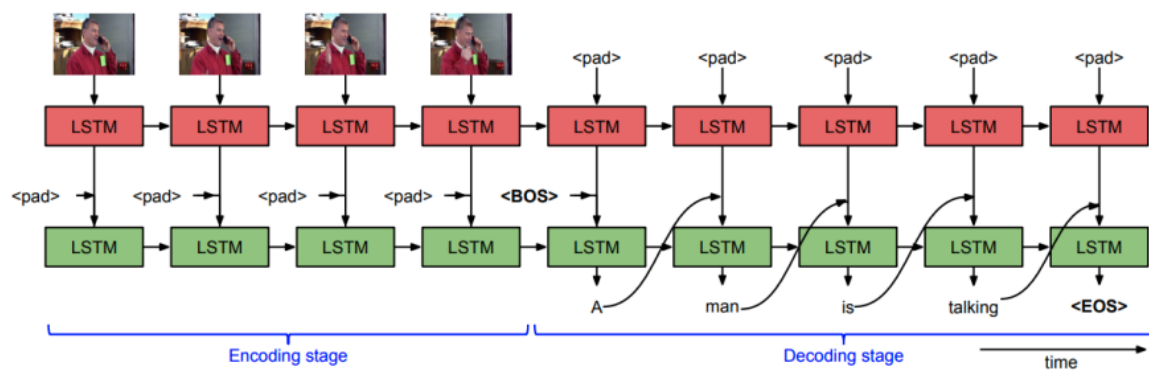 <pad> <pad> <pad> <pad> <pad>
LSTM LSTM LSTM LSTM LSTM LSTM LSTM LSTM LSTM
<pad> <pad> <pad> <pad> <BOS>
LSTM LSTM LSTM LSTM LSTM LSTM LSTM LSTM LSTM
A man is talking <EOS>
Encoding stage Decoding stage
time